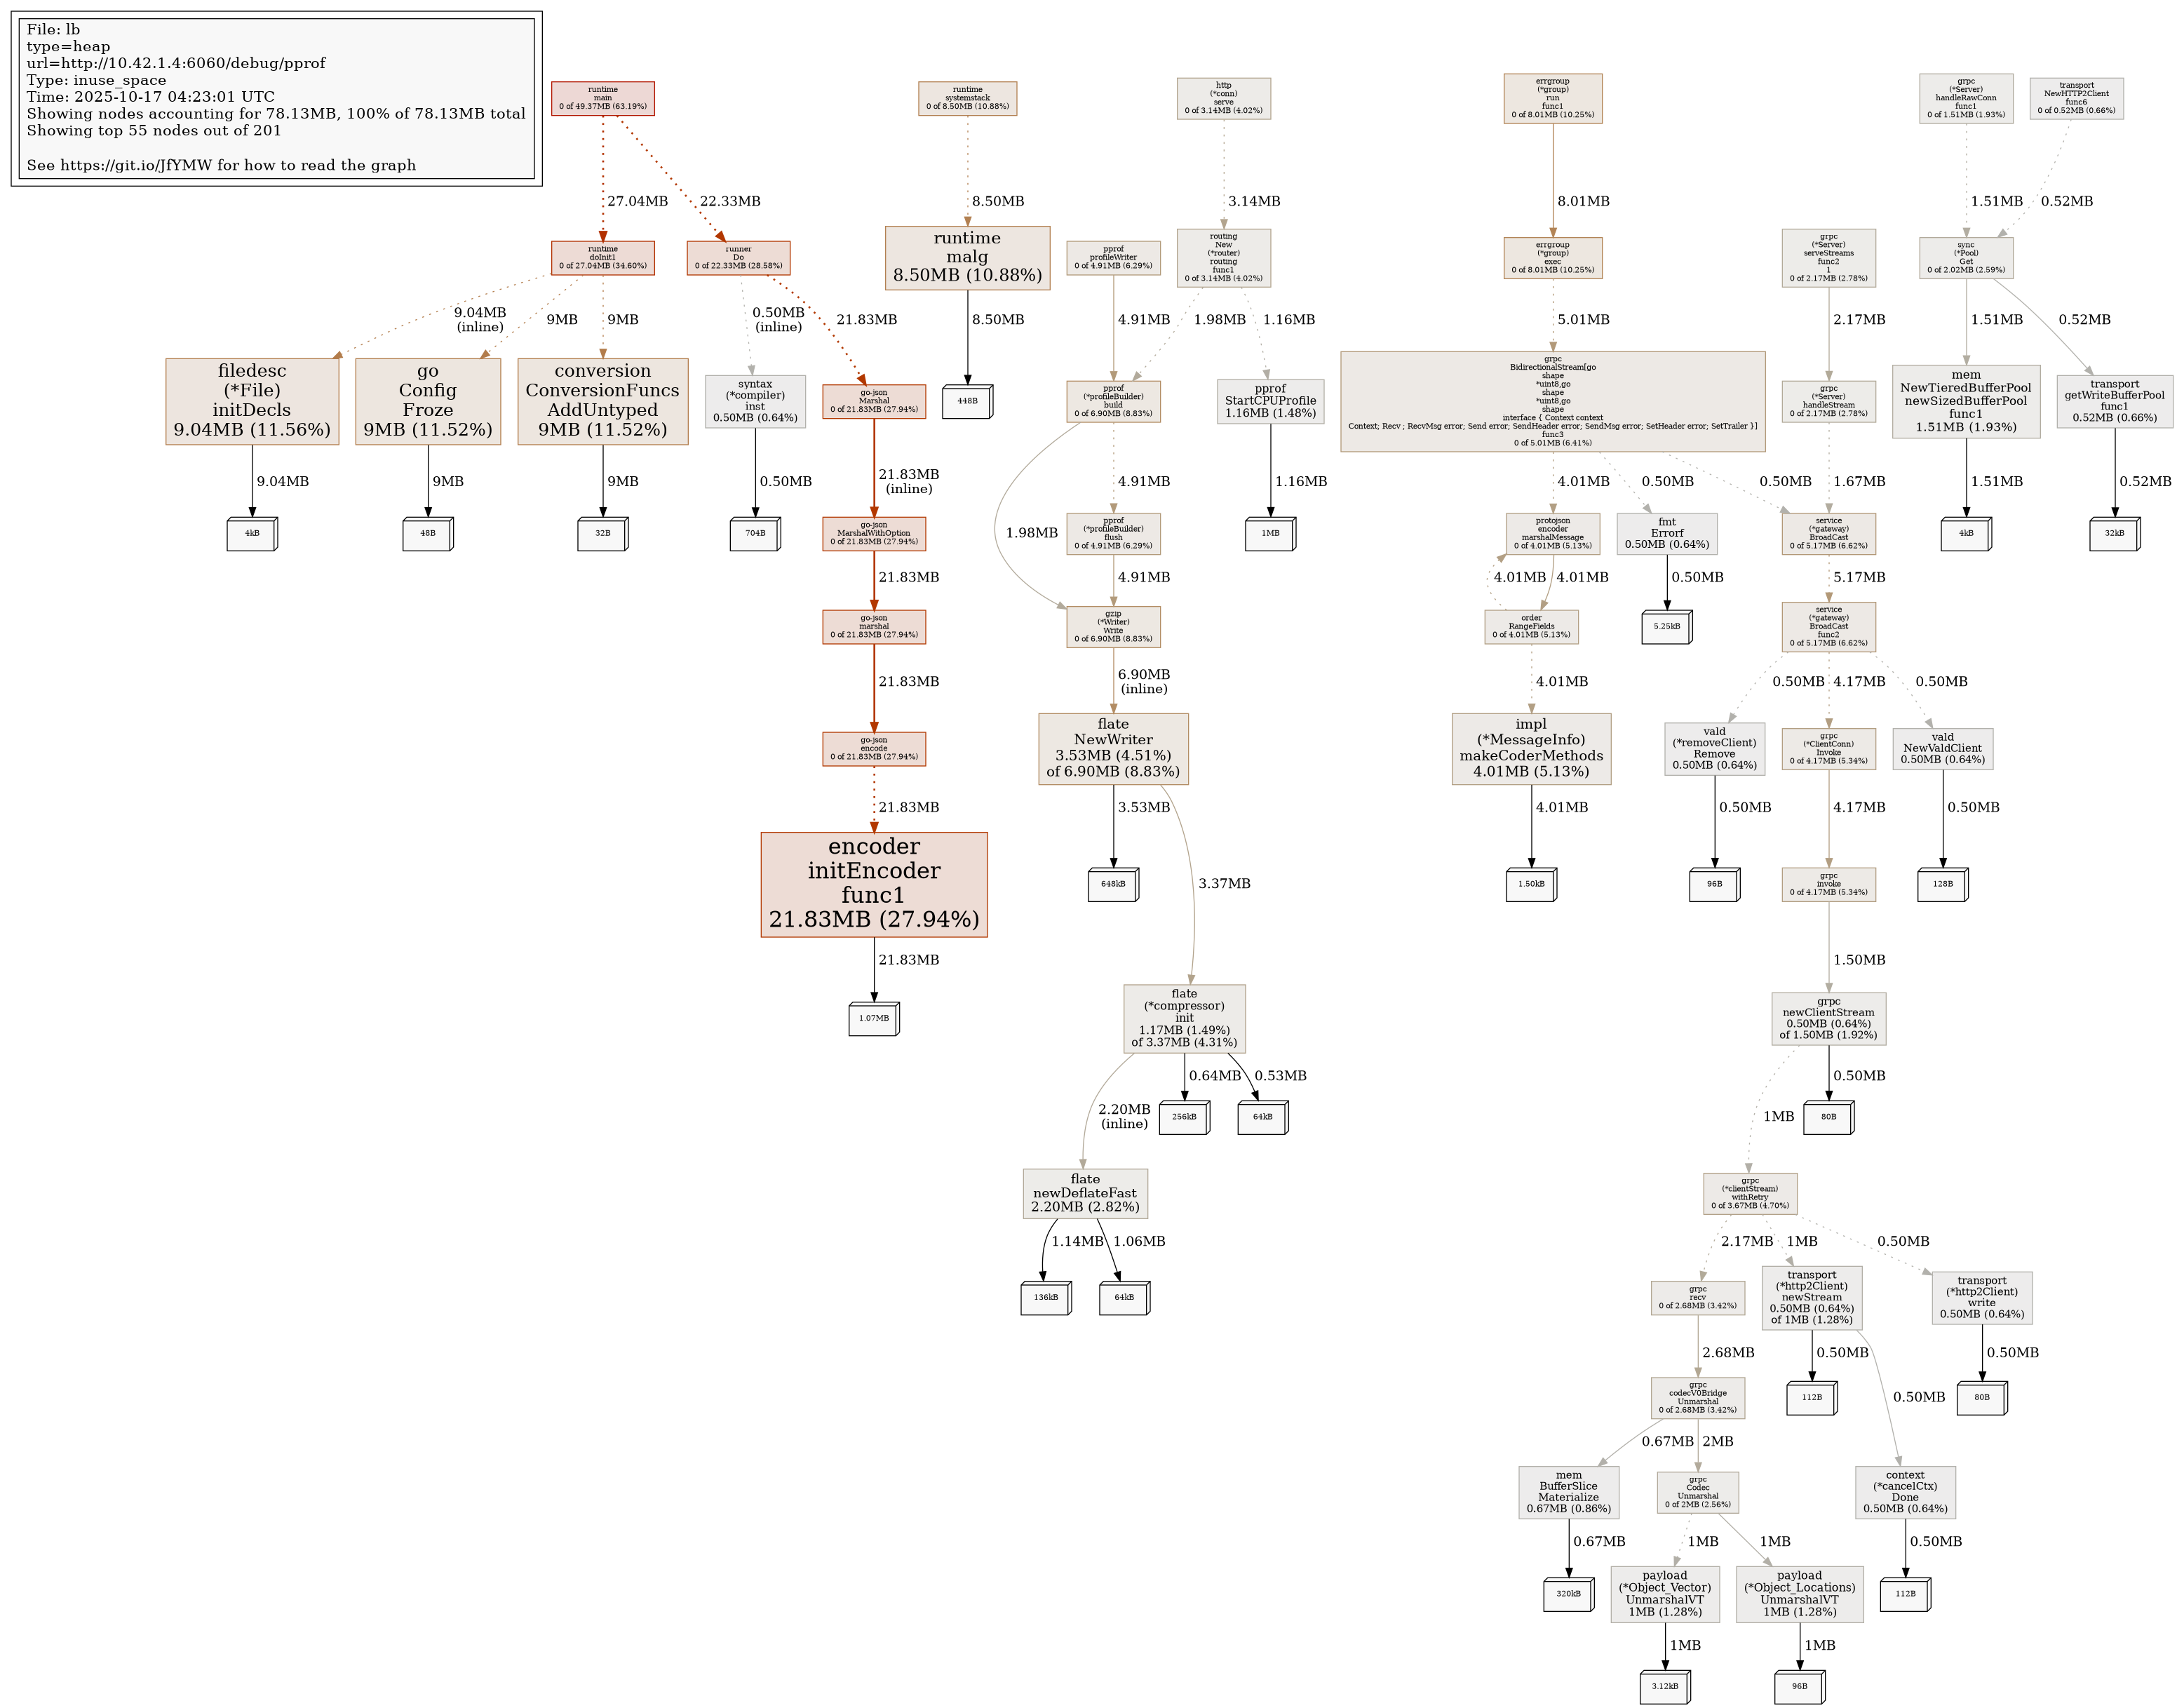 File: lb
type=heap
url=http://10.42.1.4:6060/debug/pprof
Type: inuse_space
Time: 2025-10-17 04:23:01 UTC
Showing nodes accounting for 78.13MB, 100% of 78.13MB total
Showing top 55 nodes out of 201
See https://git.io/JfYMW for how to read the graph
runtime
main
0 of 49.37MB (63.19%)
27.04MB
22.33MB
runtime
doInit1
0 of 27.04MB (34.60%)
runner
Do
0 of 22.33MB (28.58%)
9.04MB
(inline)
9MB
9MB
0.50MB
(inline)
21.83MB
filedesc
(*File)
initDecls
9.04MB (11.56%)
9.04MB
4kB
go
Config
Froze
9MB (11.52%)
9MB
48B
conversion
ConversionFuncs
AddUntyped
9MB (11.52%)
9MB
32B
syntax
(*compiler)
inst
0.50MB (0.64%)
0.50MB
704B
go-json
Marshal
0 of 21.83MB (27.94%)
21.83MB
(inline)
go-json
MarshalWithOption
0 of 21.83MB (27.94%)
21.83MB
go-json
marshal
0 of 21.83MB (27.94%)
21.83MB
go-json
encode
0 of 21.83MB (27.94%)
21.83MB
encoder
initEncoder
func1
21.83MB (27.94%)
21.83MB
1.07MB
runtime
systemstack
0 of 8.50MB (10.88%)
8.50MB
runtime
malg
8.50MB (10.88%)
8.50MB
448B
http
(*conn)
serve
0 of 3.14MB (4.02%)
3.14MB
pprof
profileWriter
0 of 4.91MB (6.29%)
4.91MB
routing
New
(*router)
routing
func1
0 of 3.14MB (4.02%)
1.98MB
1.16MB
pprof
(*profileBuilder)
build
0 of 6.90MB (8.83%)
pprof
StartCPUProfile
1.16MB (1.48%)
1.16MB
1MB
1.98MB
4.91MB
pprof
(*profileBuilder)
flush
0 of 4.91MB (6.29%)
4.91MB
gzip
(*Writer)
Write
0 of 6.90MB (8.83%)
6.90MB
(inline)
flate
NewWriter
3.53MB (4.51%)
of 6.90MB (8.83%)
3.53MB
648kB
3.37MB
flate
(*compressor)
init
1.17MB (1.49%)
of 3.37MB (4.31%)
2.20MB
(inline)
0.64MB
256kB
0.53MB
64kB
flate
newDeflateFast
2.20MB (2.82%)
1.14MB
136kB
1.06MB
64kB
errgroup
(*group)
run
func1
0 of 8.01MB (10.25%)
8.01MB
errgroup
(*group)
exec
0 of 8.01MB (10.25%)
5.01MB
grpc
BidirectionalStream[go
shape
*uint8,go
shape
*uint8,go
shape
interface { Context context
Context; Recv ; RecvMsg error; Send error; SendHeader error; SendMsg error; SetHeader error; SetTrailer }]
func3
0 of 5.01MB (6.41%)
4.01MB
0.50MB
0.50MB
protojson
encoder
marshalMessage
0 of 4.01MB (5.13%)
4.01MB
4.01MB
order
RangeFields
0 of 4.01MB (5.13%)
4.01MB
impl
(*MessageInfo)
makeCoderMethods
4.01MB (5.13%)
4.01MB
1.50kB
fmt
Errorf
0.50MB (0.64%)
0.50MB
5.25kB
grpc
(*Server)
serveStreams
func2
1
0 of 2.17MB (2.78%)
2.17MB
grpc
(*Server)
handleStream
0 of 2.17MB (2.78%)
1.67MB
service
(*gateway)
BroadCast
0 of 5.17MB (6.62%)
5.17MB
service
(*gateway)
BroadCast
func2
0 of 5.17MB (6.62%)
0.50MB
4.17MB
0.50MB
vald
(*removeClient)
Remove
0.50MB (0.64%)
0.50MB
96B
grpc
(*ClientConn)
Invoke
0 of 4.17MB (5.34%)
4.17MB
vald
NewValdClient
0.50MB (0.64%)
0.50MB
128B
grpc
invoke
0 of 4.17MB (5.34%)
1.50MB
grpc
newClientStream
0.50MB (0.64%)
of 1.50MB (1.92%)
1MB
0.50MB
80B
grpc
(*clientStream)
withRetry
0 of 3.67MB (4.70%)
2.17MB
1MB
0.50MB
grpc
recv
0 of 2.68MB (3.42%)
2.68MB
transport
(*http2Client)
newStream
0.50MB (0.64%)
of 1MB (1.28%)
0.50MB
112B
0.50MB
transport
(*http2Client)
write
0.50MB (0.64%)
0.50MB
80B
grpc
codecV0Bridge
Unmarshal
0 of 2.68MB (3.42%)
0.67MB
2MB
mem
BufferSlice
Materialize
0.67MB (0.86%)
0.67MB
320kB
grpc
Codec
Unmarshal
0 of 2MB (2.56%)
1MB
1MB
context
(*cancelCtx)
Done
0.50MB (0.64%)
0.50MB
112B
payload
(*Object_Vector)
UnmarshalVT
1MB (1.28%)
1MB
3.12kB
payload
(*Object_Locations)
UnmarshalVT
1MB (1.28%)
1MB
96B
grpc
(*Server)
handleRawConn
func1
0 of 1.51MB (1.93%)
1.51MB
transport
NewHTTP2Client
func6
0 of 0.52MB (0.66%)
0.52MB
sync
(*Pool)
Get
0 of 2.02MB (2.59%)
1.51MB
0.52MB
mem
NewTieredBufferPool
newSizedBufferPool
func1
1.51MB (1.93%)
1.51MB
4kB
transport
getWriteBufferPool
func1
0.52MB (0.66%)
0.52MB
32kB